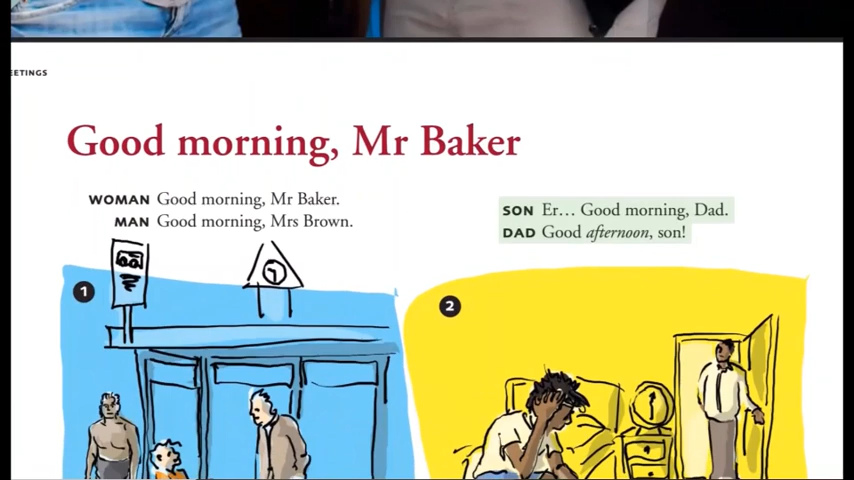 EETINGS
Good morning, Mr Baker
WOMAN Good morning, Mr Baker.
MAN Good morning, Mrs Brown.
SON Er… Good morning, Dad.
DAD Good afternoon, son!
1
2